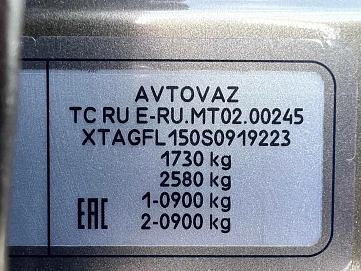 AVTOVAZ
TC RU E-RU.MT02.00245
XTAGFL150S0919223
1730 kg
2580 kg
1-0900 kg
2-0900 kg
EAC